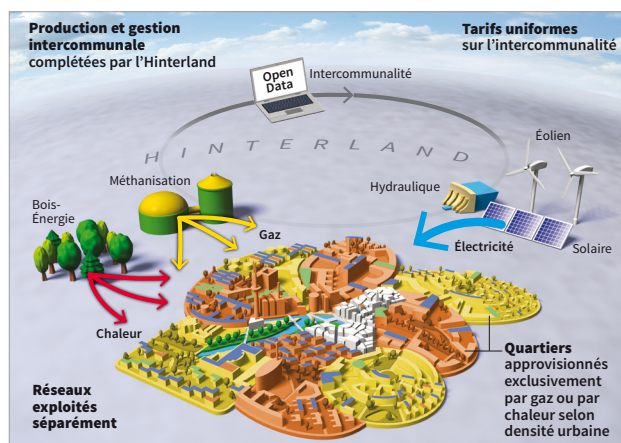 Production et gestion
intercommunale
complétées par l'Hinterland
Tarifs uniformes
sur l'intercommunalité
Open
Data
Intercommunalité
HINTERLAND
Éolien
Méthanisation
Hydraulique
Bois-
Énergie
Gaz
Électricité
Solaire
Chaleur
Réseaux
exploités
séparément
Quartiers
approvisionnés
exclusivement
par gaz ou par
chaleur selon
densité urbaine